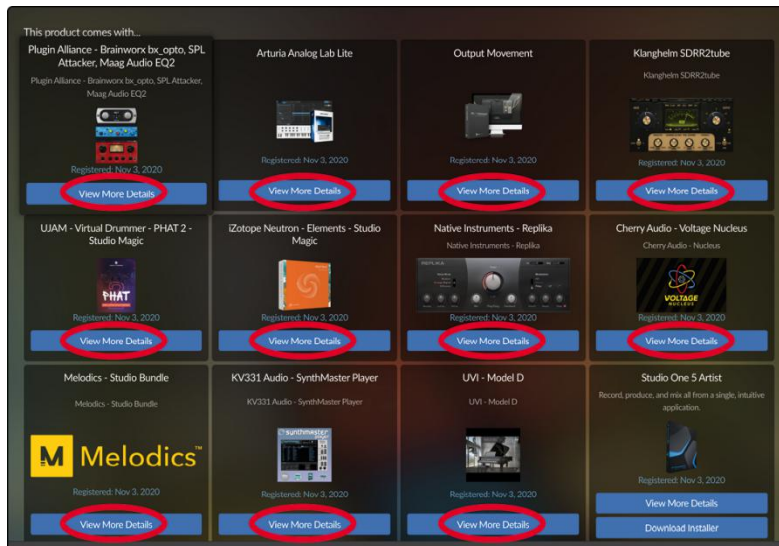 This product comes with...
Plugin Alliance - Brainworx bx_opto, SPL
Attacker, Maag Audio EQ2
Plugin Alliance - Brainworx bx_opto, SPL Attacker,
Maag Audio EQ2
Registered: Nov 3, 2020
View More Details
Arturia Analog Lab Lite
Registered: Nov 3, 2020
View More Details
Output Movement
Registered: Nov 3, 2020
View More Details
Klanghelm SDRR2tube
Klanghelm SDRR2tube
Registered: Nov 3, 2020
View More Details
UJAM - Virtual Drummer - PHAT 2 -
Studio Magic
PHAT
Registered: Nov 3, 2020
View More Details
iZotope Neutron - Elements - Studio
Magic
Registered: Nov 3, 2020
View More Details
Native Instruments - Replika
Native Instruments - Replika
REPLIKA
Registered: Nov 3, 2020
View More Details
Cherry Audio - Voltage Nucleus
Cherry Audio - Nucleus
VOLTAGE
NUCLEUS
Registered: Nov 3, 2020
View More Details
Melodics - Studio Bundle
Melodics - Studio Bundle
M Melodics™
Registered: Nov 3, 2020
View More Details
KV331 Audio - SynthMaster Player
KV331 Audio - SynthMaster Player
synthmaster
player
Registered: Nov 3, 2020
View More Details
UVI - Model D
UVI - Model D
Registered: Nov 3, 2020
View More Details
Studio One 5 Artist
Record, produce, and mix all from a single, intuitive
application.
Registered: Nov 3, 2020
View More Details
Download Installer